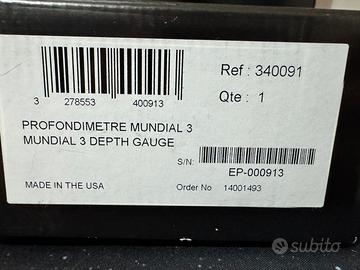 Ref : 340091
3 278553 400913
Qte : 1
PROFONDIMETRE MUNDIAL 3
MUNDIAL 3 DEPTH GAUGE
S/N:
EP-000913
MADE IN THE USA
Order No 14001493
subito